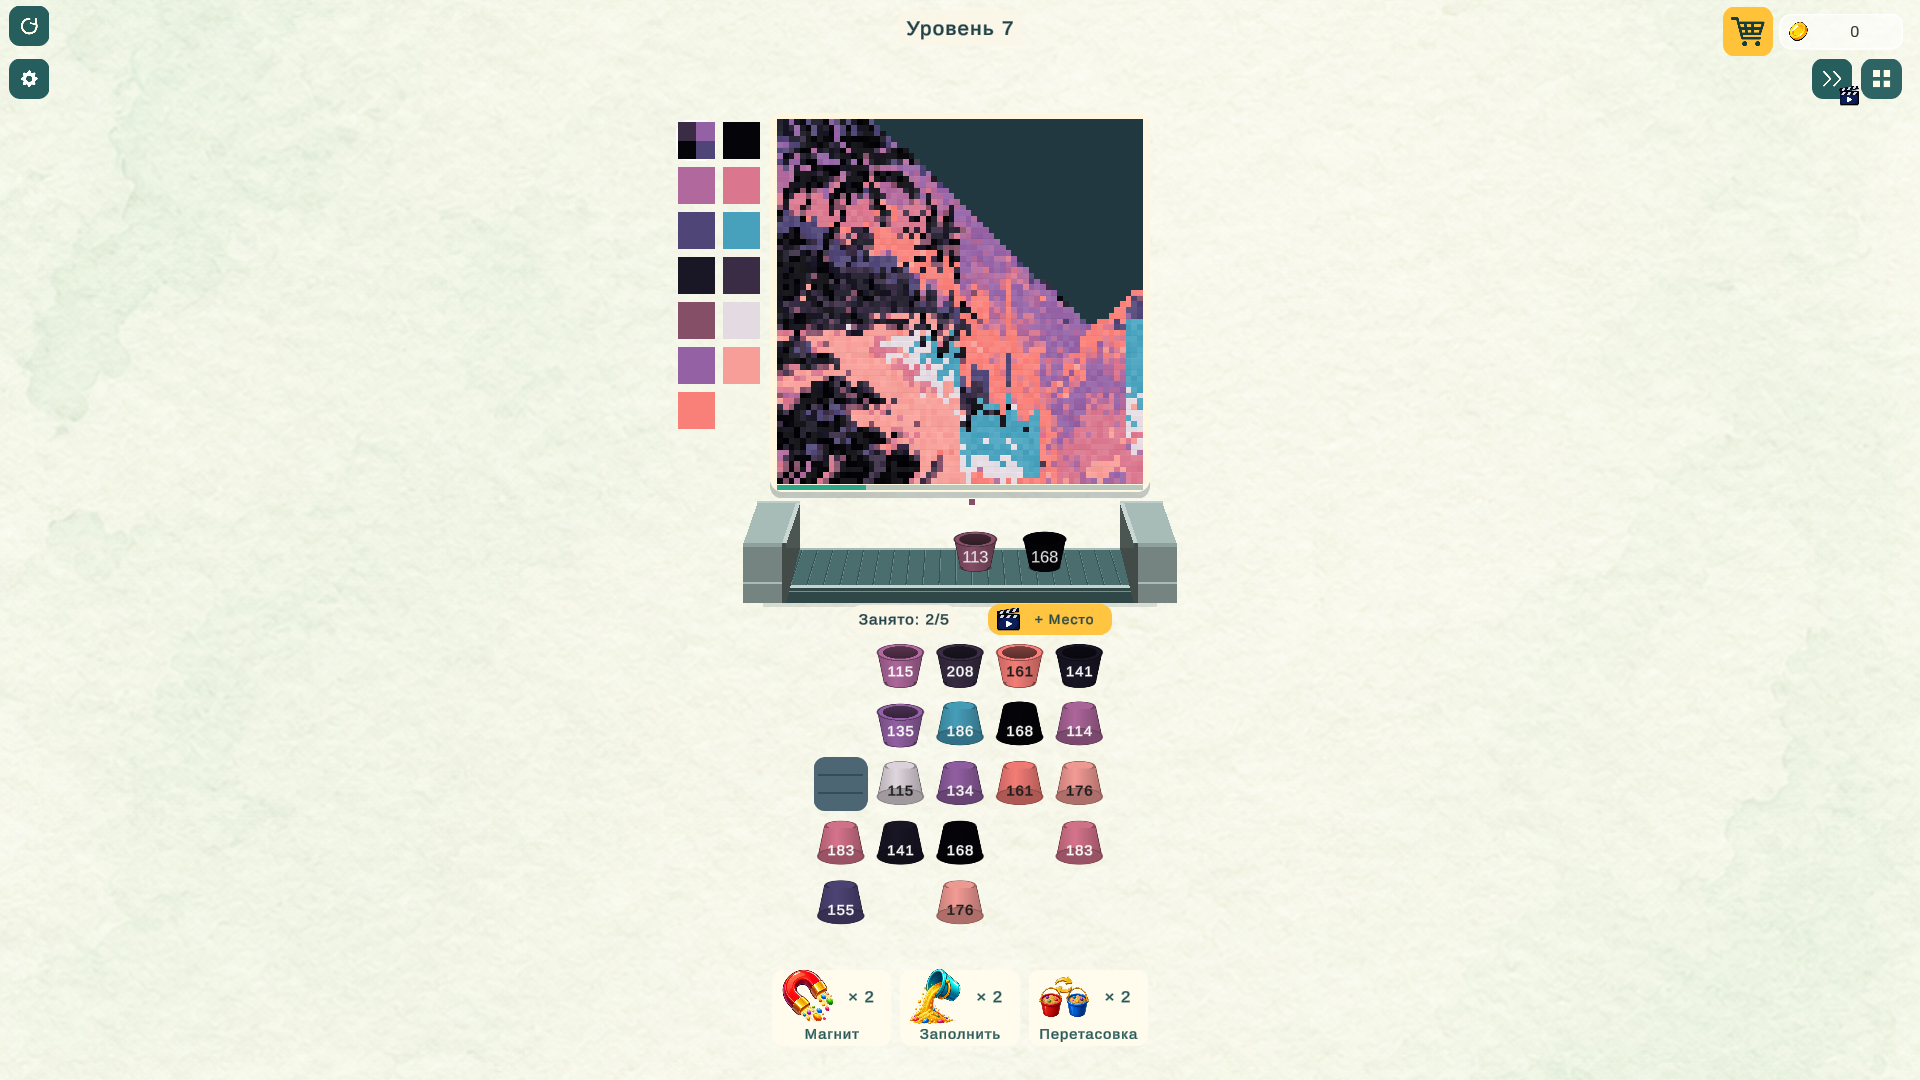 Уровень 7
0
113 168
Занято: 2/5
+ Место
115 208 161 141
135 186 168 114
115 134 161 176
183 141 168 183
155 176
× 2 × 2 × 2
Магнит Заполнить Перетасовка